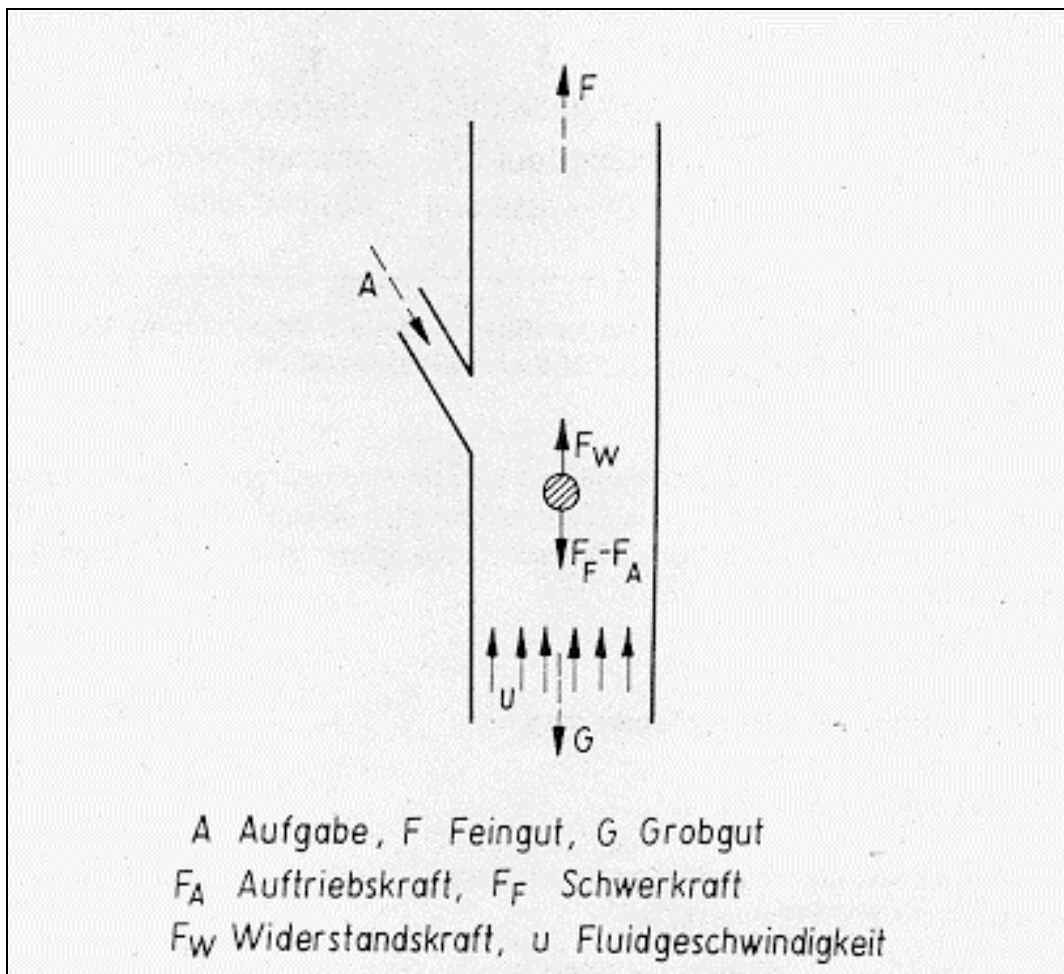 F
A
F_W
F_F-F_A
u
G
A Aufgabe, F Feingut, G Grobgut
F_A Auftriebskraft, F_F Schwerkraft
F_W Widerstandskraft, u Fluidgeschwindigkeit